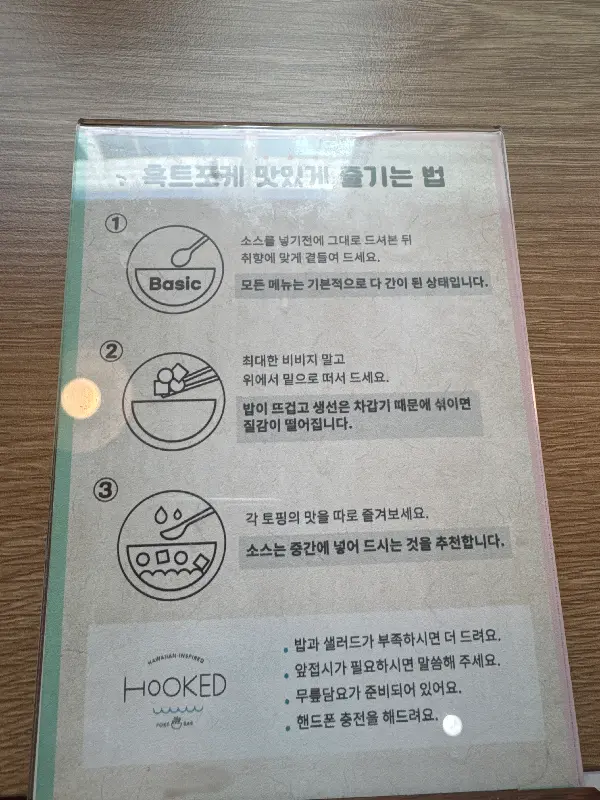 훅트포케 맛있게 즐기는 법
①
Basic
소스를 넣기전에 그대로 드셔본 뒤
취향에 맞게 곁들여 드세요.
모든 메뉴는 기본적으로 다 간이 된 상태입니다.
②
최대한 비비지 말고
위에서 밑으로 떠서 드세요.
밥이 뜨겁고 생선은 차갑기 때문에 섞이면
질감이 떨어집니다.
③
각 토핑의 맛을 따로 즐겨보세요.
소스는 중간에 넣어 드시는 것을 추천합니다.
HAWAIIAN-INSPIRED
HOOKED
POKE BAR
• 밥과 샐러드가 부족하시면 더 드려요.
• 앞접시가 필요하시면 말씀해 주세요.
• 무릎담요가 준비되어 있어요.
• 핸드폰 충전을 해드려요.